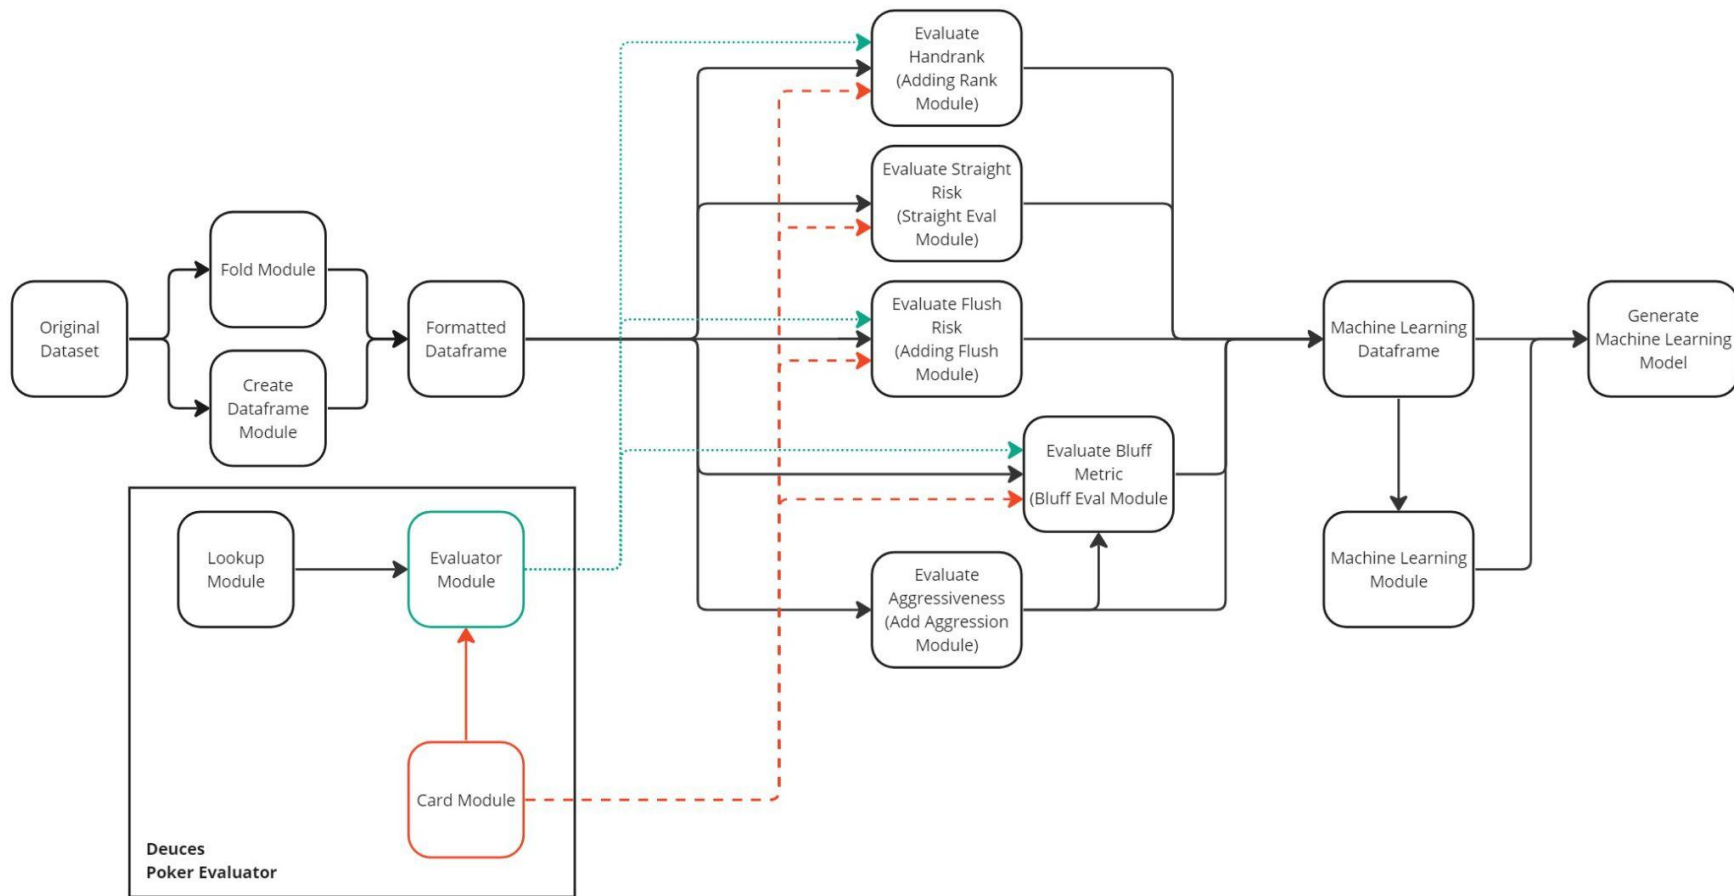 Original
Dataset
Fold Module
Create
Dataframe
Module
Formatted
Dataframe
Evaluate
Handrank
(Adding Rank
Module)
Evaluate Straight
Risk
(Straight Eval
Module)
Evaluate Flush
Risk
(Adding Flush
Module)
Evaluate Bluff
Metric
(Bluff Eval Module
Evaluate
Aggressiveness
(Add Aggression
Module)
Machine Learning
Dataframe
Generate
Machine Learning
Model
Machine Learning
Module
Lookup
Module
Evaluator
Module
Card Module
Deuces
Poker Evaluator